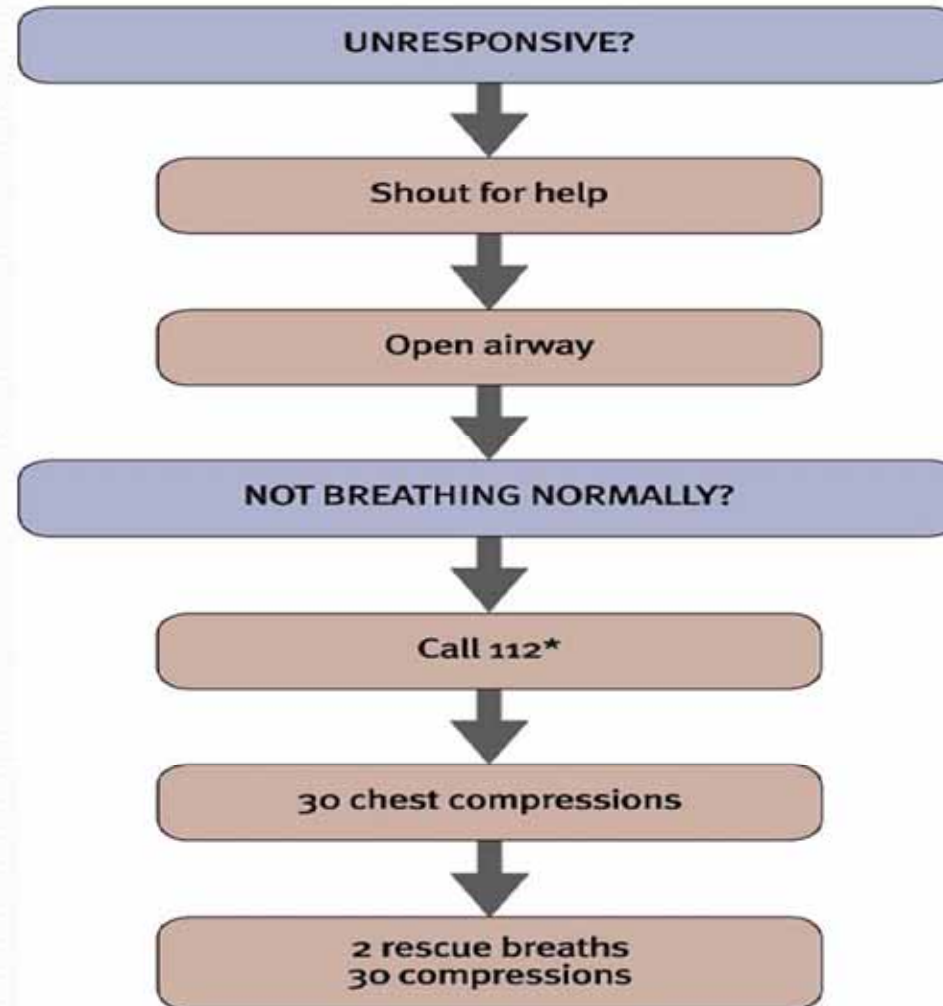 UNRESPONSIVE?
Shout for help
Open airway
NOT BREATHING NORMALLY?
Call 112*
30 chest compressions
2 rescue breaths
30 compressions